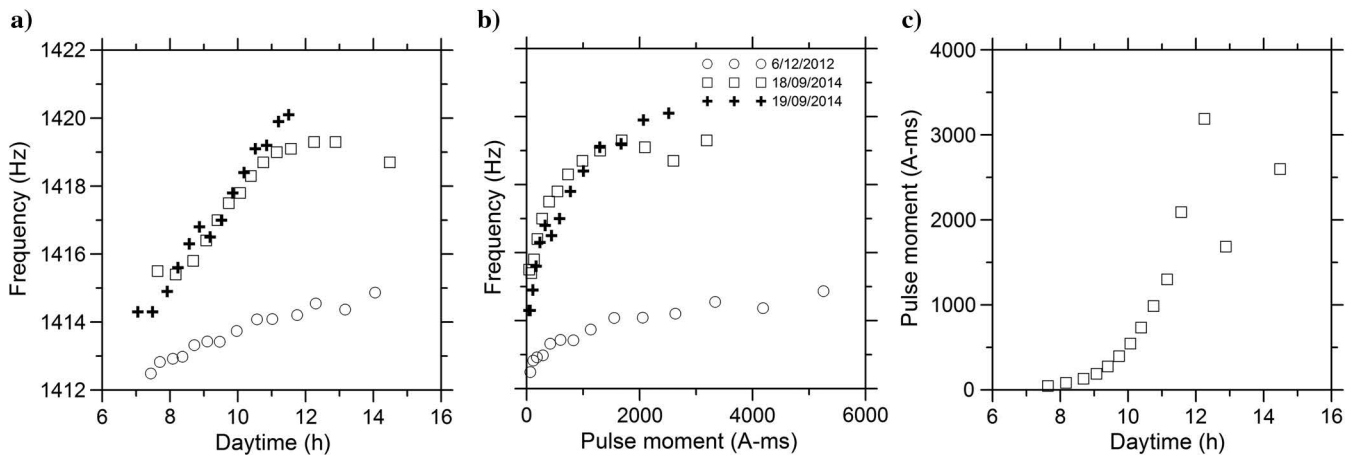 a)
Frequency (Hz)
1422
1420
1418
1416
1414
1412
6 8 10 12 14 16
Daytime (h)
b)
Frequency (Hz)
6/12/2012
18/09/2014
19/09/2014
0 2000 4000 6000
Pulse moment (A-ms)
c)
Pulse moment (A-ms)
4000
3000
2000
1000
0
6 8 10 12 14 16
Daytime (h)